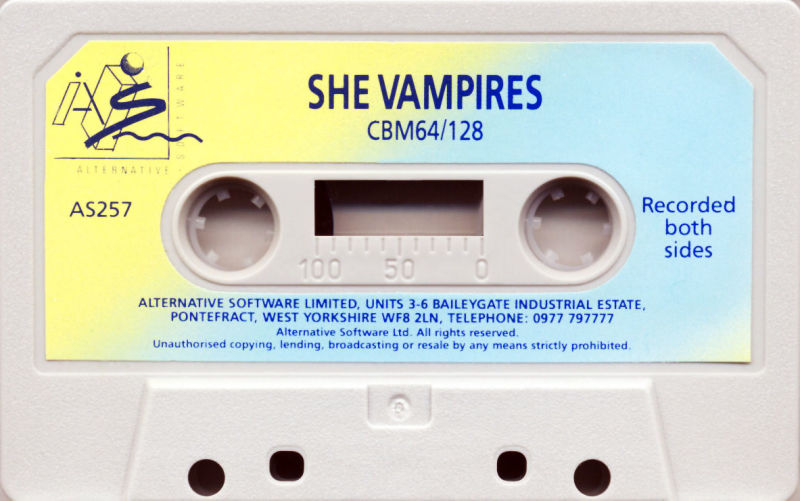 SHE VAMPIRES
CBM64/128
ALTERNATIVE
SOFTWARE
AS257
Recorded
both
sides
100 50 0
ALTERNATIVE SOFTWARE LIMITED, UNITS 3-6 BAILEYGATE INDUSTRIAL ESTATE,
PONTEFRACT, WEST YORKSHIRE WF8 2LN, TELEPHONE: 0977 797777
Alternative Software Ltd. All rights reserved.
Unauthorised copying, lending, broadcasting or resale by any means strictly prohibited.